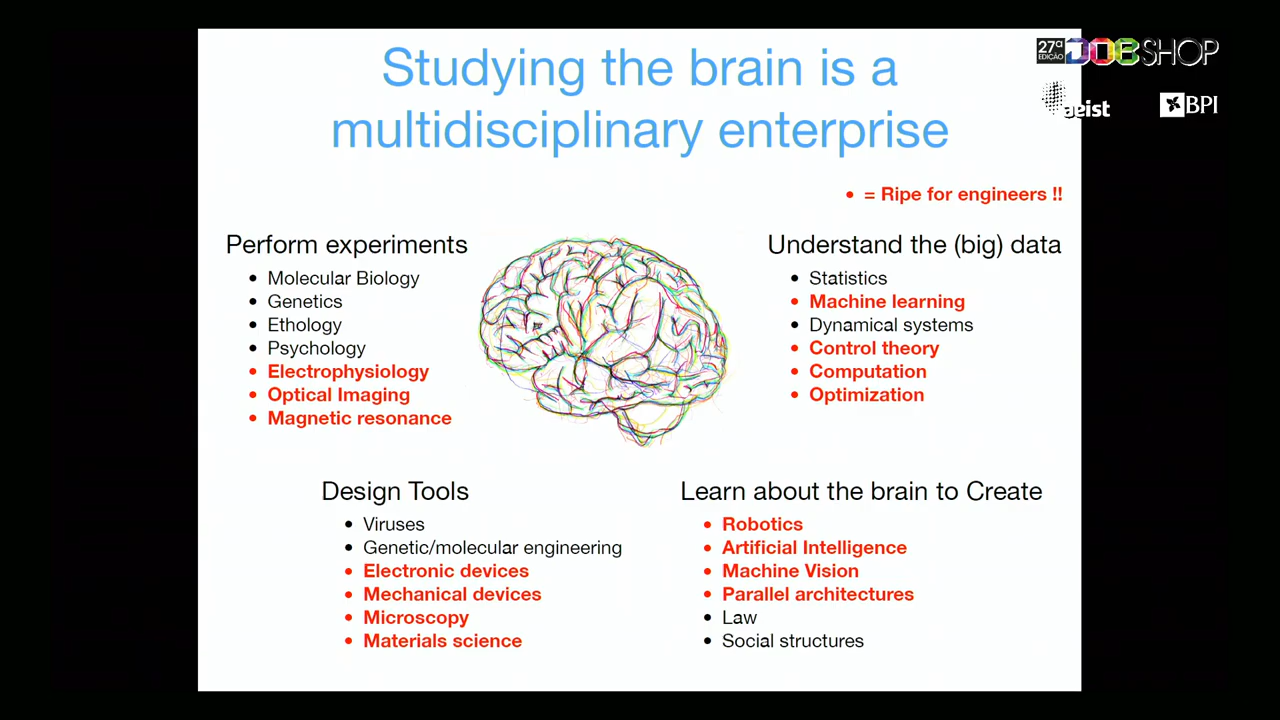 Studying the brain is a
multidisciplinary enterprise
27ª
EDIÇÃO
JOBSHOP
aeist
BPI
• = Ripe for engineers !!
Perform experiments
• Molecular Biology
• Genetics
• Ethology
• Psychology
• Electrophysiology
• Optical Imaging
• Magnetic resonance
Understand the (big) data
• Statistics
• Machine learning
• Dynamical systems
• Control theory
• Computation
• Optimization
Design Tools
• Viruses
• Genetic/molecular engineering
• Electronic devices
• Mechanical devices
• Microscopy
• Materials science
Learn about the brain to Create
• Robotics
• Artificial Intelligence
• Machine Vision
• Parallel architectures
• Law
• Social structures